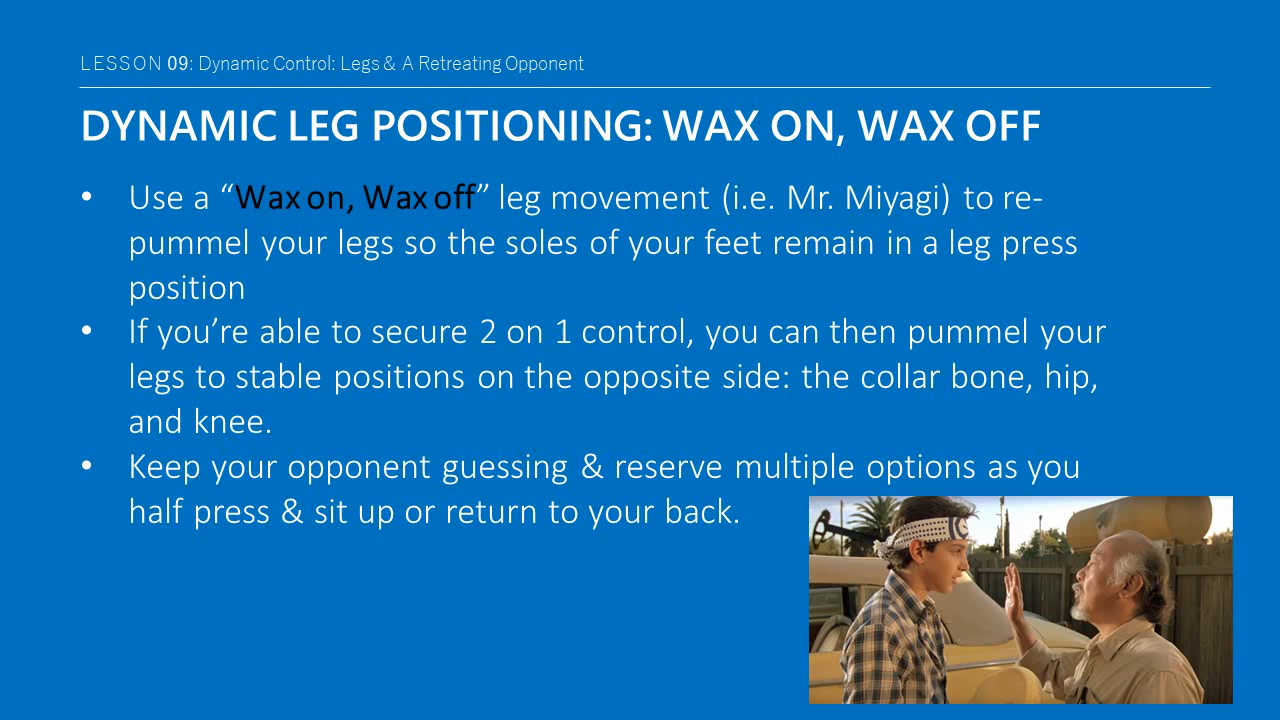 LESSON 09: Dynamic Control: Legs & A Retreating Opponent
DYNAMIC LEG POSITIONING: WAX ON, WAX OFF
• Use a “Wax on, Wax off” leg movement (i.e. Mr. Miyagi) to re-
pummel your legs so the soles of your feet remain in a leg press
position
• If you’re able to secure 2 on 1 control, you can then pummel your
legs to stable positions on the opposite side: the collar bone, hip,
and knee.
• Keep your opponent guessing & reserve multiple options as you
half press & sit up or return to your back.